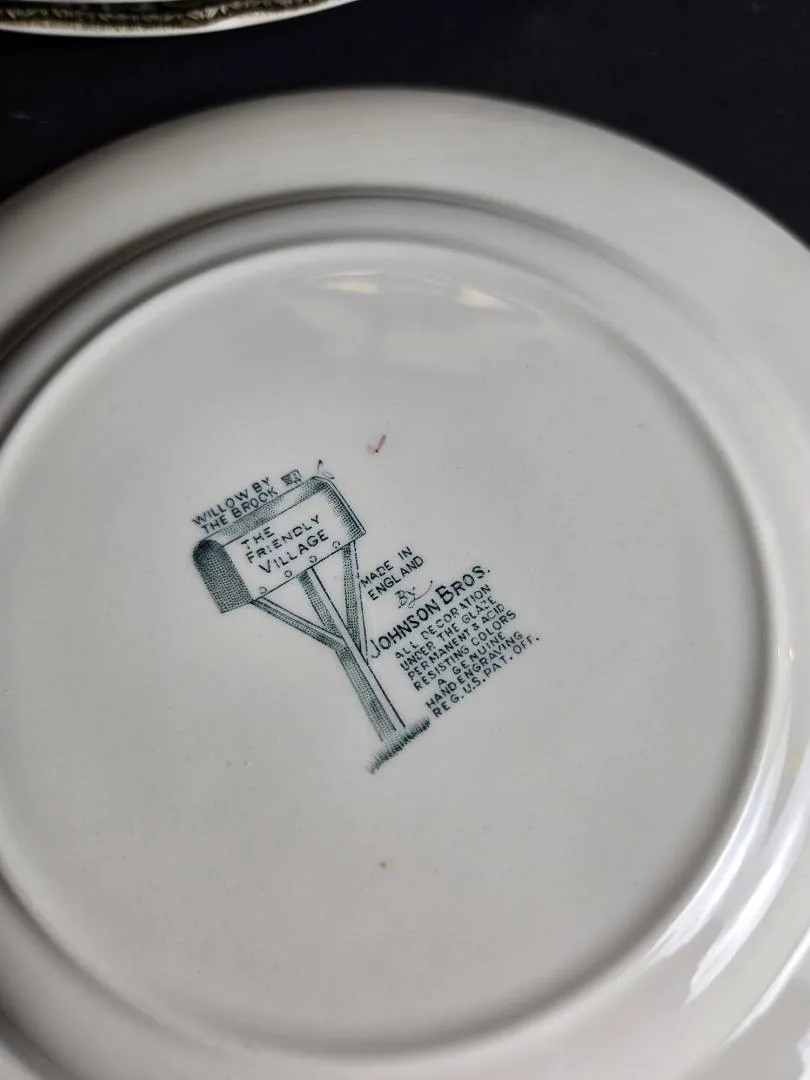 WILLOW BY
THE BROOK
THE
FRIENDLY
VILLAGE
MADE IN
ENGLAND
By
JOHNSON BROS.
ALL DECORATION
UNDER THE GLAZE
PERMANENT & ACID
RESISTING COLORS
A GENUINE
HAND ENGRAVING
REG. U.S. PAT. OFF.